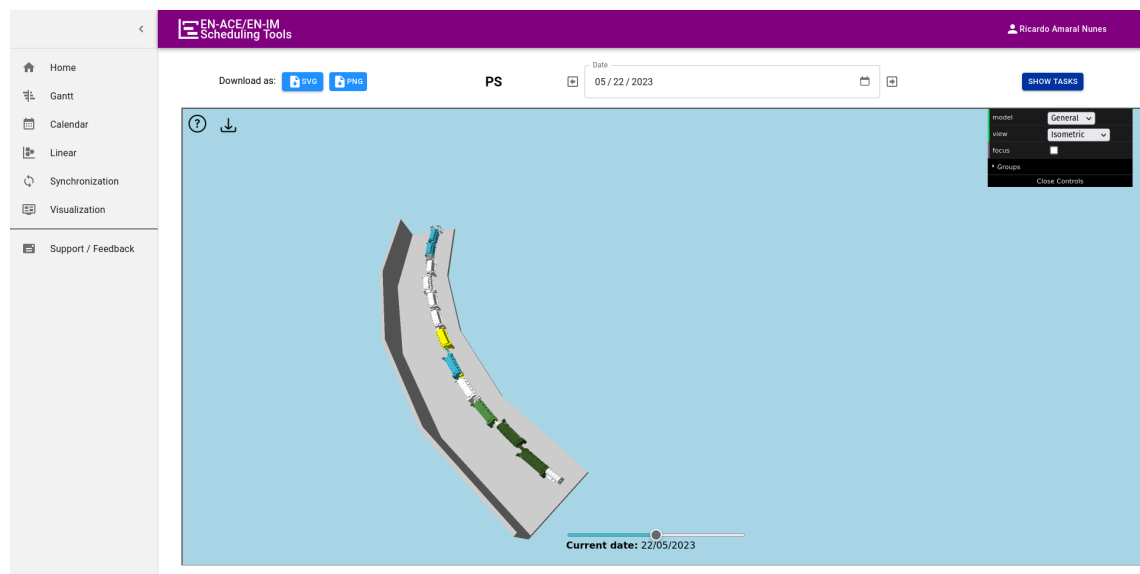 EN-ACE/EN-IM
Scheduling Tools
Ricardo Amaral Nunes
Home
Gantt
Calendar
Linear
Synchronization
Visualization
Support / Feedback
Download as:
SVG
PNG
PS
Date
05 / 22 / 2023
SHOW TASKS
?
model General
view Isometric
focus
Groups
Close Controls
Current date: 22/05/2023